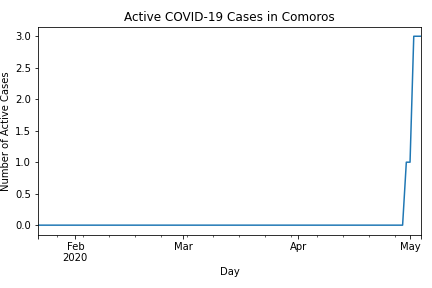 Active COVID-19 Cases in Comoros
Number of Active Cases
3.0
2.5
2.0
1.5
1.0
0.5
0.0
Feb
2020
Mar
Apr
May
Day